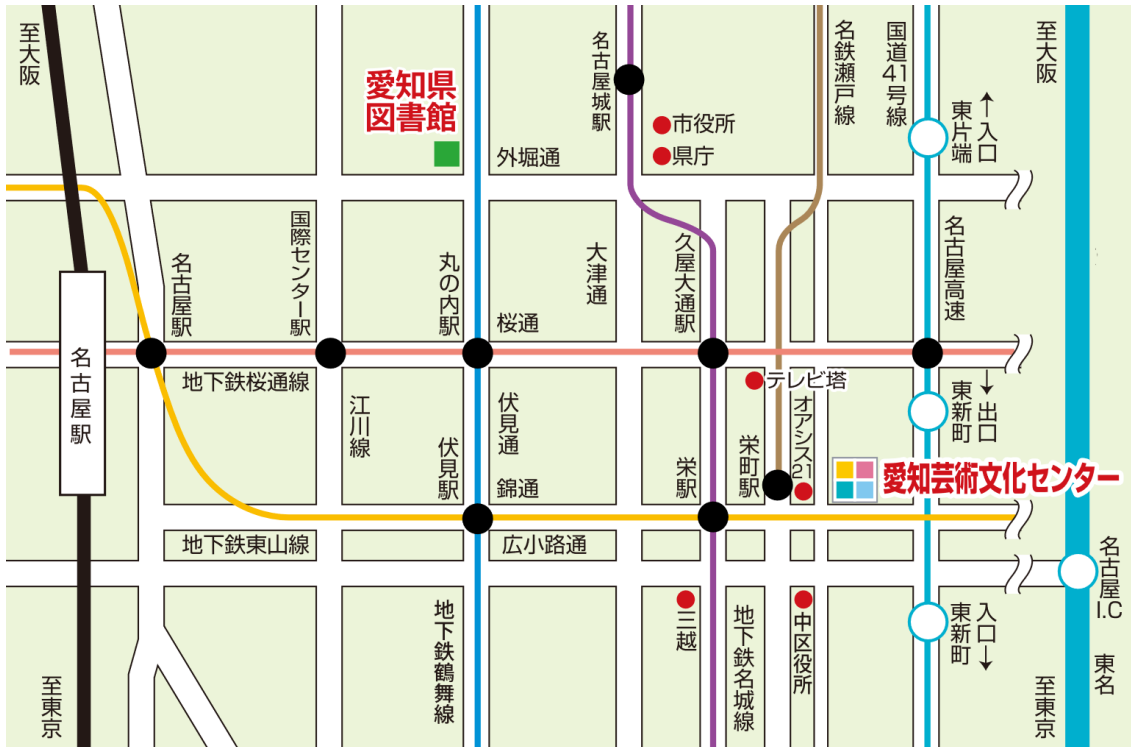 至大阪
愛知県
図書館
名古屋城駅
市役所
県庁
名鉄瀬戸線
国道41号線
↑入口
東片端
至大阪
外堀通
名古屋駅
国際センター駅
丸の内駅
桜通
大津通
久屋大通駅
名古屋高速
名古屋駅
地下鉄桜通線
江川線
伏見駅
伏見通
錦通
栄駅
テレビ塔
栄町駅
オアシス21
↓出口
東新町
愛知芸術文化センター
地下鉄東山線
広小路通
地下鉄鶴舞線
三越
地下鉄名城線
中区役所
入口↓
東新町
名古屋I.C
東名
至東京
至東京